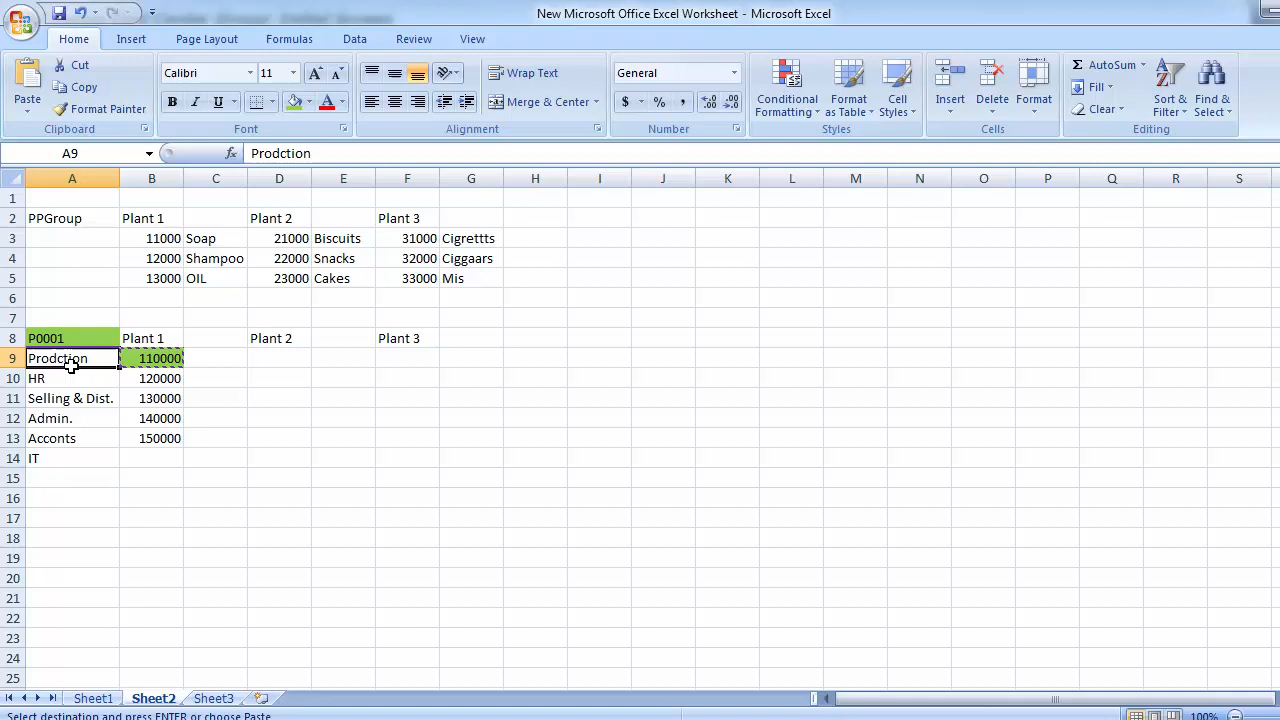 New Microsoft Office Excel Worksheet - Microsoft Excel
Home Insert Page Layout Formulas Data Review View
Paste Cut Copy Format Painter Clipboard
Calibri 11 B I U A Font
Wrap Text Merge & Center Alignment
General $ % , Number
Conditional Formatting Format as Table Cell Styles Styles
Insert Delete Format Cells
AutoSum Fill Clear Sort & Filter Find & Select Editing
A9 fx Prodction
A B C D E F G H I J K L M N O P Q R S
1
2 PPGroup Plant 1 Plant 2 Plant 3
3 11000 Soap 21000 Biscuits 31000 Cigrettts
4 12000 Shampoo 22000 Snacks 32000 Ciggaars
5 13000 OIL 23000 Cakes 33000 Mis
6
7
8 P0001 Plant 1 Plant 2 Plant 3
9 Prodction 110000
10 HR 120000
11 Selling & Dist. 130000
12 Admin. 140000
13 Acconts 150000
14 IT
15
16
17
18
19
20
21
22
23
24
25
Sheet1 Sheet2 Sheet3
Select destination and press ENTER or choose Paste 100%